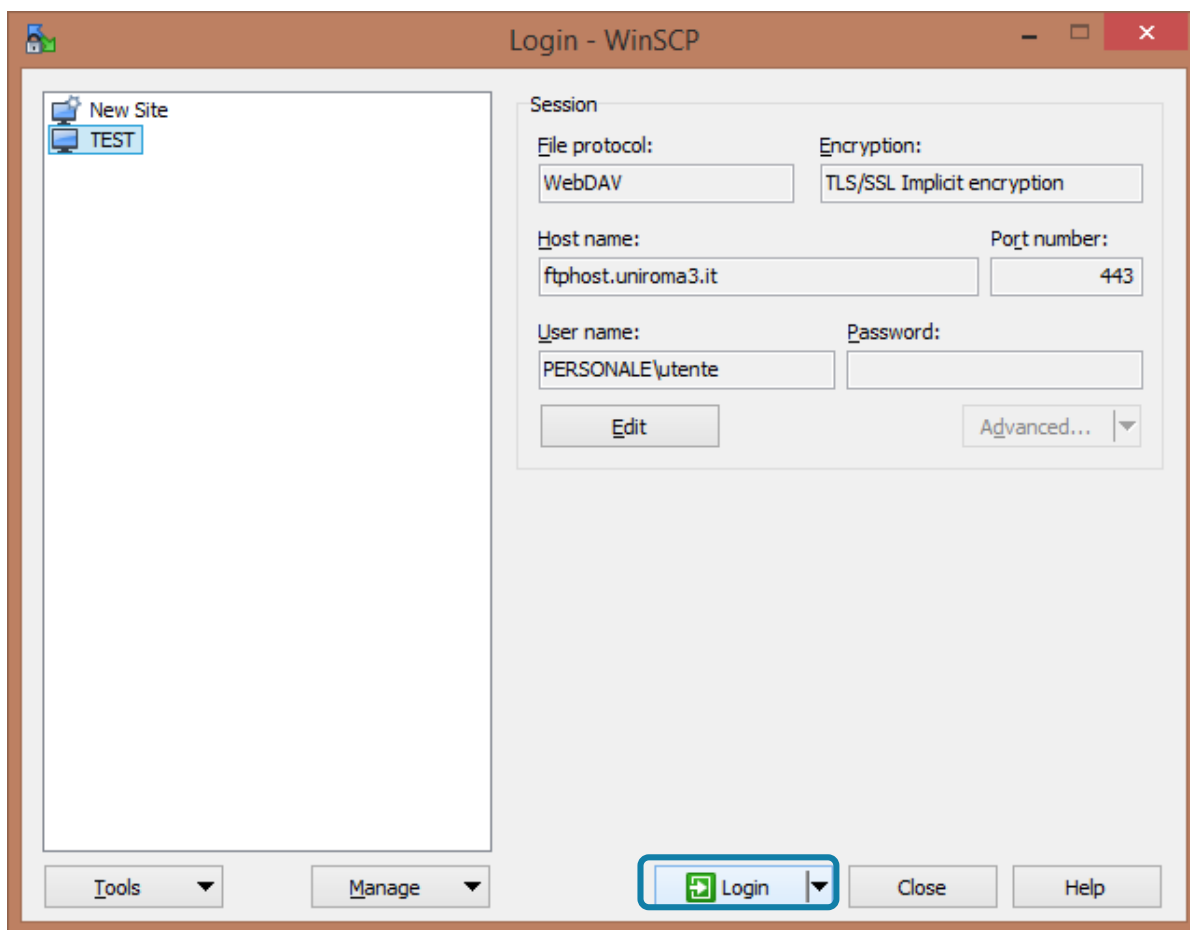 Login - WinSCP
New Site
TEST
Session
File protocol:
Encryption:
WebDAV
TLS/SSL Implicit encryption
Host name:
Port number:
ftphost.uniroma3.it
443
User name:
Password:
PERSONALE\utente
Edit
Advanced...
Tools
Manage
Login
Close
Help